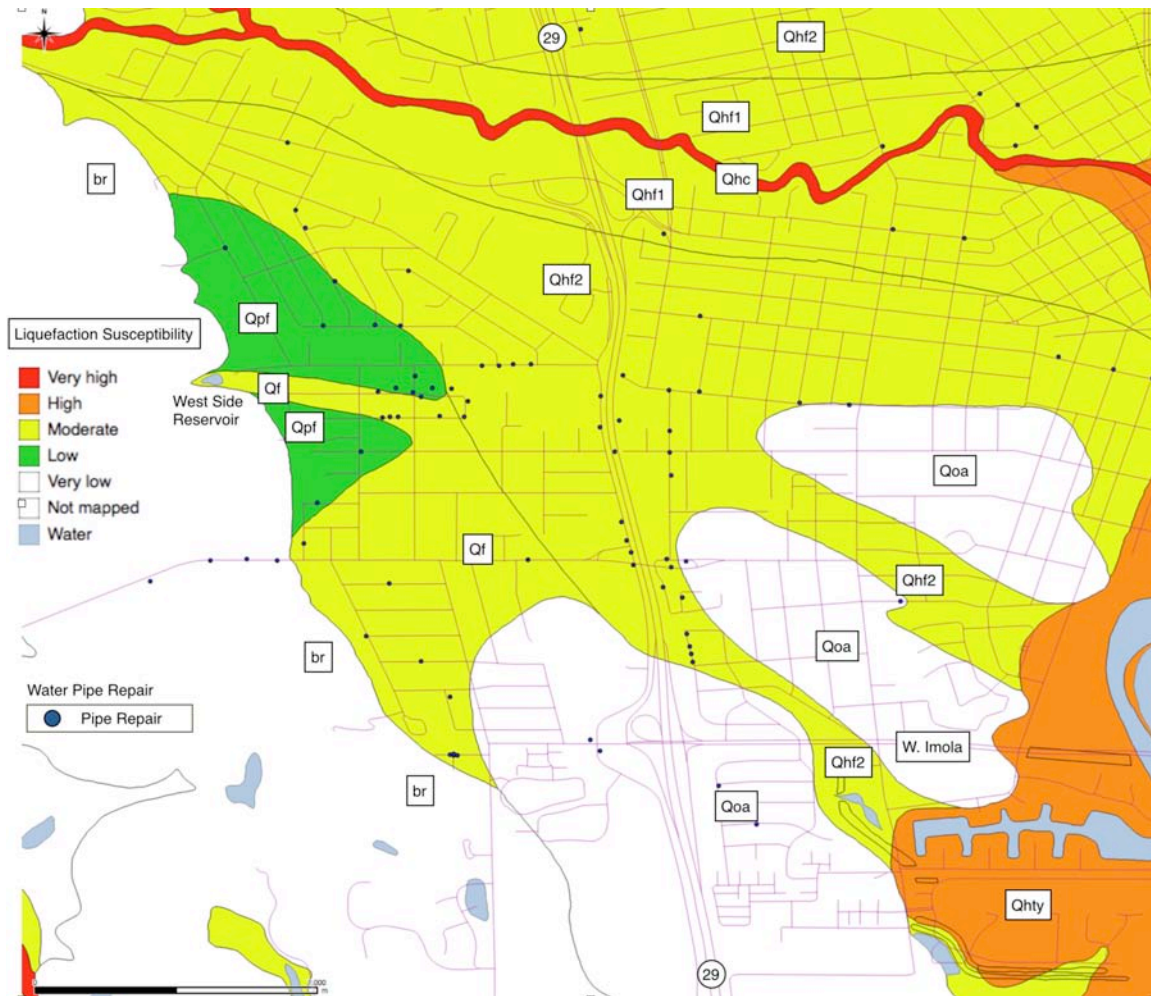 N
29
Qhf2
Qhf1
br
Qhc
Qhf1
Qhf2
Qpf
Liquefaction Susceptibility
Very high
High
Moderate
Low
Very low
Not mapped
Water
Qf
West Side
Reservoir
Qpf
Qoa
Qf
Qhf2
br
Qoa
Water Pipe Repair
Pipe Repair
W. Imola
Qhf2
br
Qoa
Qhty
29
0
m